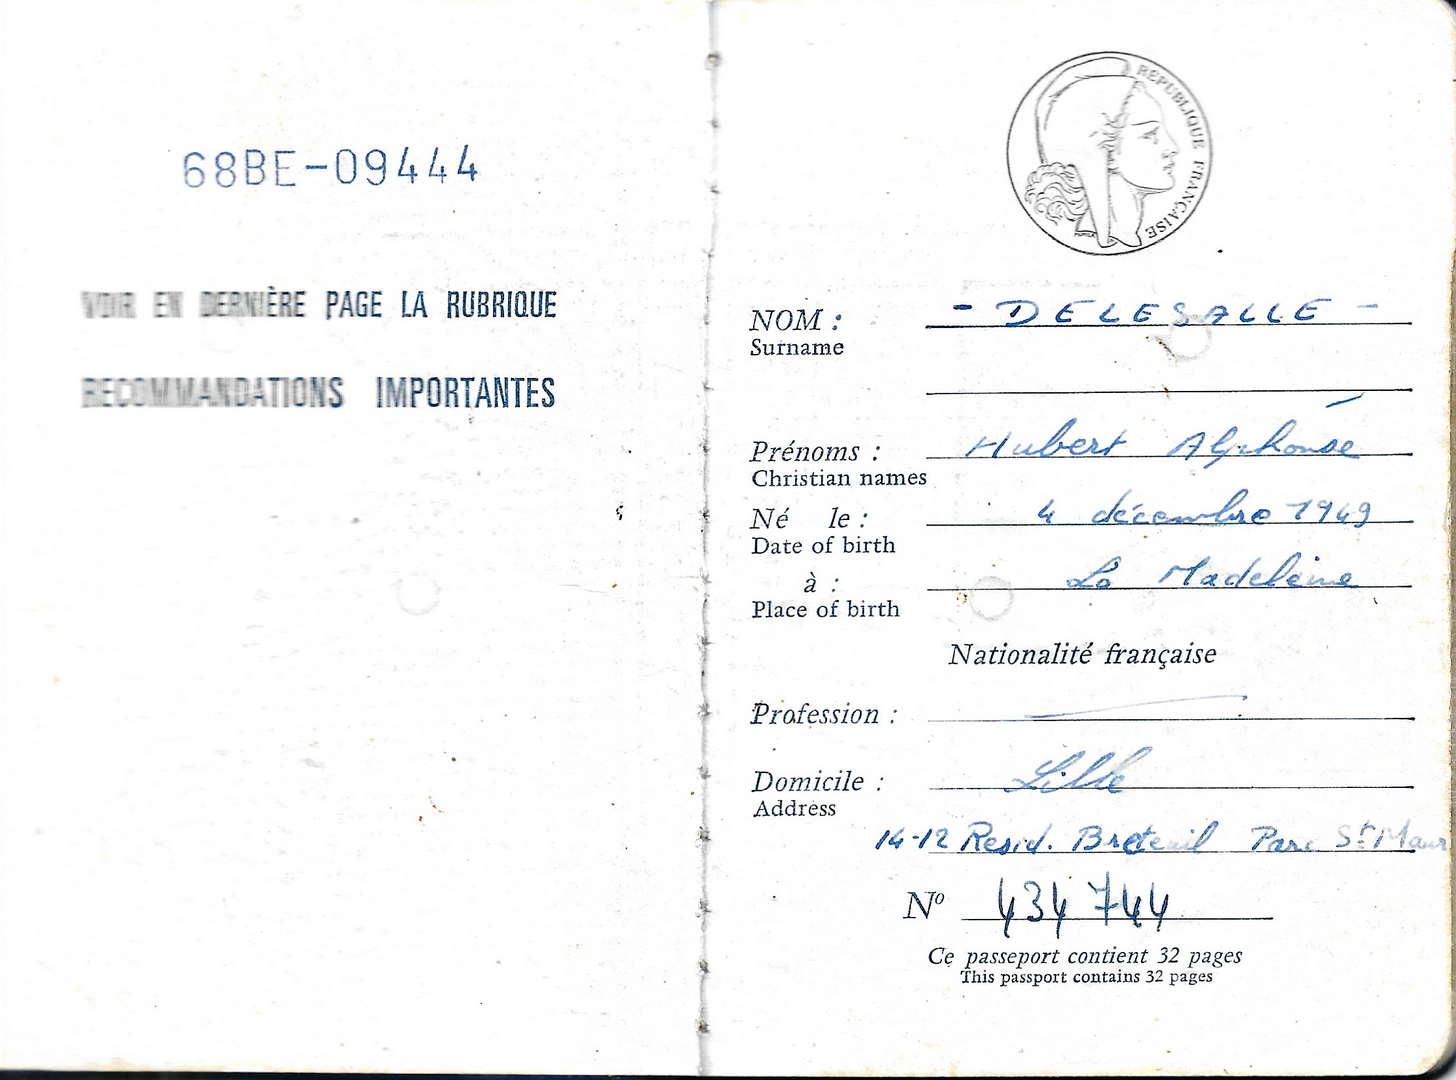 68BE-09444
VOIR EN DERNIÈRE PAGE LA RUBRIQUE
RECOMMANDATIONS IMPORTANTES
REPUBLIQUE FRANÇAISE
NOM : - DELESALLE -
Surname
Prénoms : Hubert Alphonse
Christian names
Né le : 4 décembre 1949
Date of birth
à : La Madeleine
Place of birth
Nationalité française
Profession :
Domicile : Lille
Address
14-12 Resid. Breteuil Parc St Maur
Nº 434744
Ce passeport contient 32 pages
This passport contains 32 pages